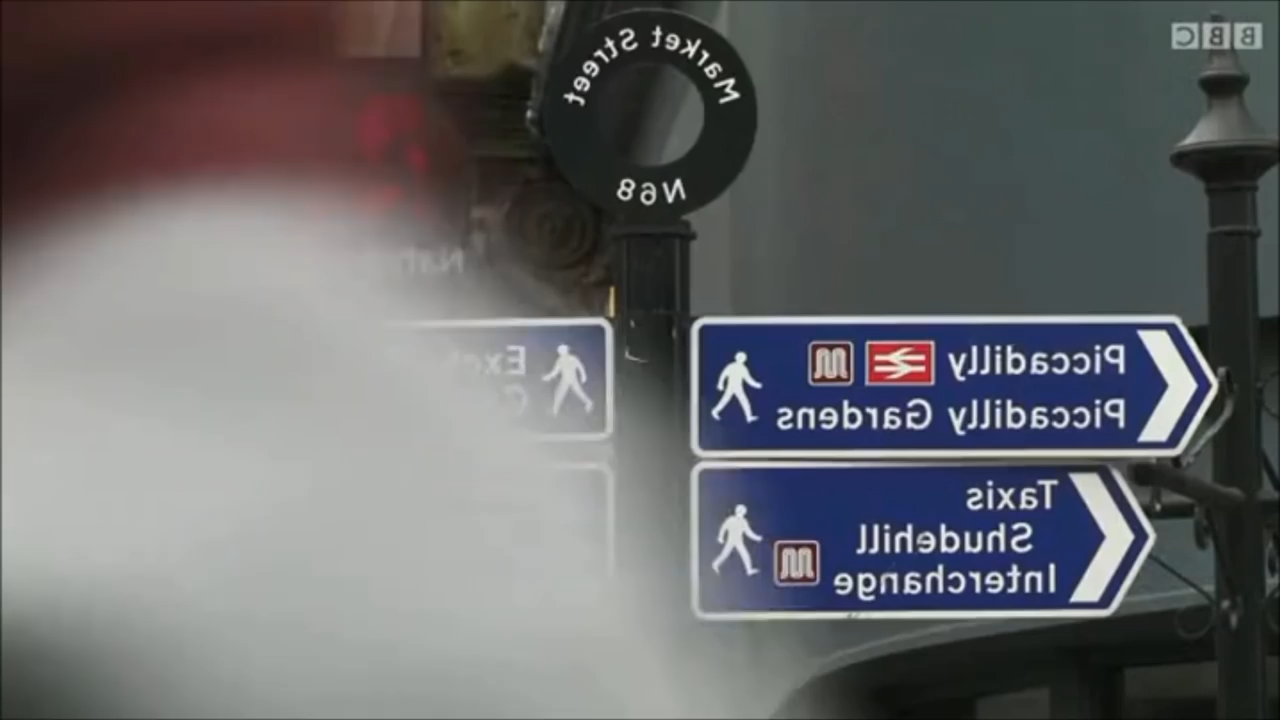 BBC
Market Street
N68
Piccadilly
Piccadilly Gardens
Taxis
Shudehill
Interchange